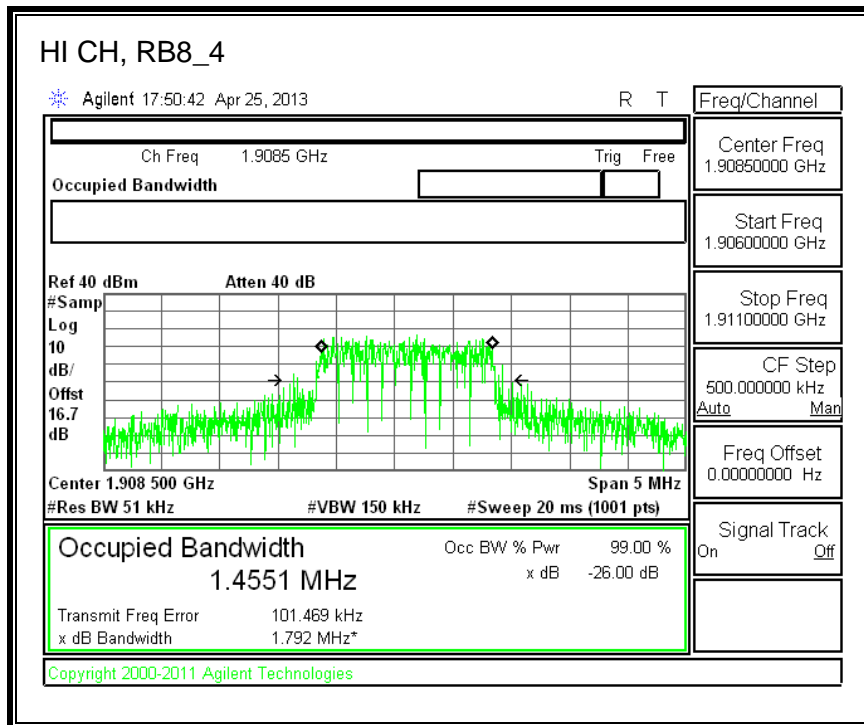 HI CH, RB8_4
Agilent 17:50:42 Apr 25, 2013 R T
Freq/Channel
Ch Freq 1.9085 GHz Trig Free
Occupied Bandwidth
Center Freq
1.90850000 GHz
Start Freq
1.90600000 GHz
Stop Freq
1.91100000 GHz
CF Step
500.000000 kHz
Auto Man
Freq Offset
0.00000000 Hz
Signal Track
On Off
Ref 40 dBm Atten 40 dB
#Samp
Log
10
dB/
Offst
16.7
dB
Center 1.908 500 GHz Span 5 MHz
#Res BW 51 kHz #VBW 150 kHz #Sweep 20 ms (1001 pts)
Occupied Bandwidth Occ BW % Pwr 99.00 %
1.4551 MHz x dB -26.00 dB
Transmit Freq Error 101.469 kHz
x dB Bandwidth 1.792 MHz*
Copyright 2000-2011 Agilent Technologies